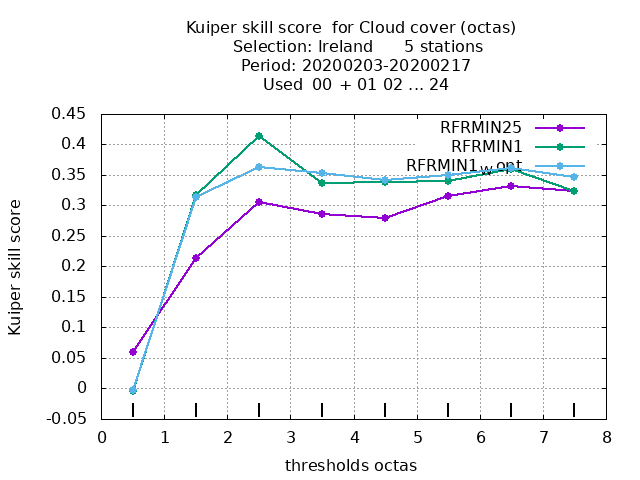 Kuiper skill score for Cloud cover (octas)
Selection: Ireland 5 stations
Period: 20200203-20200217
Used 00 + 01 02 ... 24
RFRMIN25
RFRMIN1
RFRMIN1wopt
Kuiper skill score
0.45
0.4
0.35
0.3
0.25
0.2
0.15
0.1
0.05
0
-0.05
0 1 2 3 4 5 6 7 8
thresholds octas